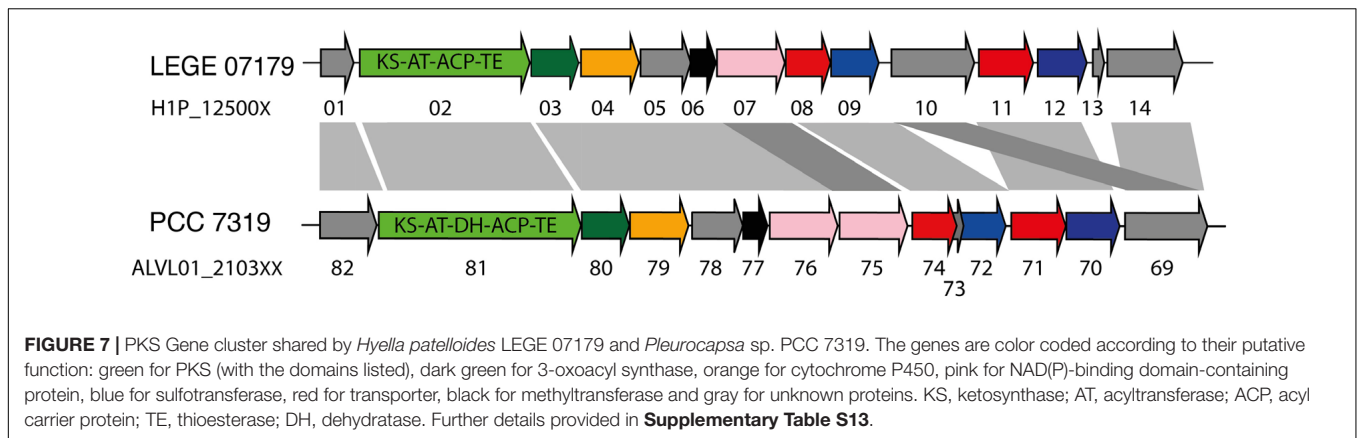 LEGE 07179
KS-AT-ACP-TE
H1P_12500X
01 02 03 04 05 06 07 08 09 10 11 12 13 14
PCC 7319
KS-AT-DH-ACP-TE
ALVL01_2103XX
82 81 80 79 78 77 76 75 74 72 71 70 69
73
FIGURE 7 | PKS Gene cluster shared by Hyella patelloides LEGE 07179 and Pleurocapsa sp. PCC 7319. The genes are color coded according to their putative
function: green for PKS (with the domains listed), dark green for 3-oxoacyl synthase, orange for cytochrome P450, pink for NAD(P)-binding domain-containing
protein, blue for sulfotransferase, red for transporter, black for methyltransferase and gray for unknown proteins. KS, ketosynthase; AT, acyltransferase; ACP, acyl
carrier protein; TE, thioesterase; DH, dehydratase. Further details provided in Supplementary Table S13.